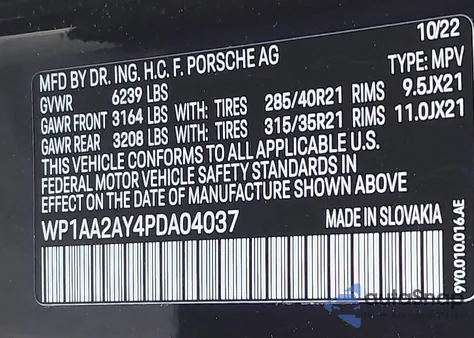 10/22
MFD BY DR. ING. H.C. F. PORSCHE AG
TYPE: MPV
GVWR 6239 LBS
GAWR FRONT 3164 LBS WITH: TIRES 285/40R21 RIMS 9.5JX21
GAWR REAR 3208 LBS WITH: TIRES 315/35R21 RIMS 11.0JX21
THIS VEHICLE CONFORMS TO ALL APPLICABLE U.S.
FEDERAL MOTOR VEHICLE SAFETY STANDARDS IN
EFFECT ON THE DATE OF MANUFACTURE SHOWN ABOVE
WP1AA2AY4PDA04037 MADE IN SLOVAKIA
9Y0.010.016.AE
autoSnap